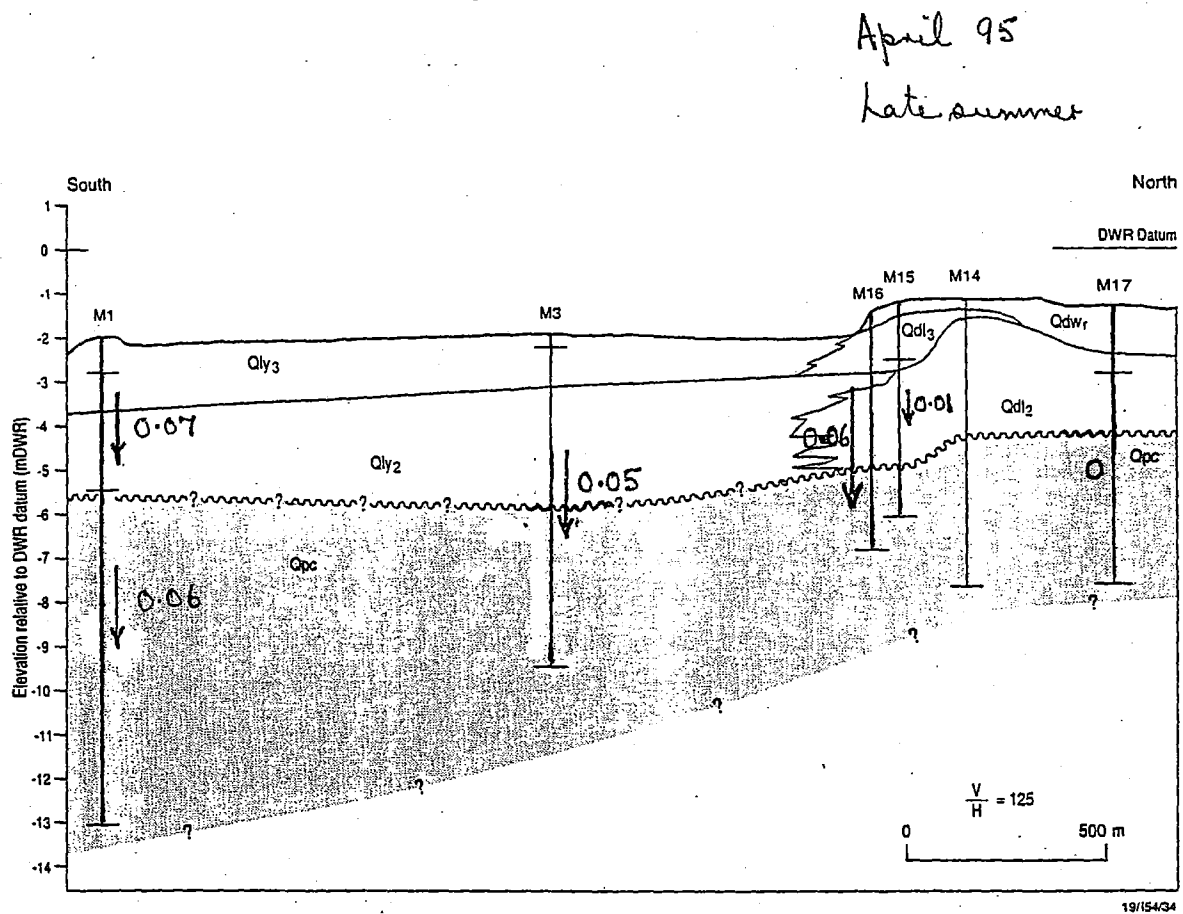 April 95
Late summer
South
North
1
0
-1
-2
-3
-4
-5
-6
-7
-8
-9
-10
-11
-12
-13
-14
Elevation relative to DWR datum (mDWR)
DWR Datum
M1
M3
M16
M15
M14
M17
Qly3
Qdl3
Qdwr
Qly2
Qdl2
Qpc
Qpc
0.07
0.06
0.05
0.06
0.01
0
?
?
?
?
?
?
?
?
?
?
?
V
H = 125
0 500 m
19/I54/34